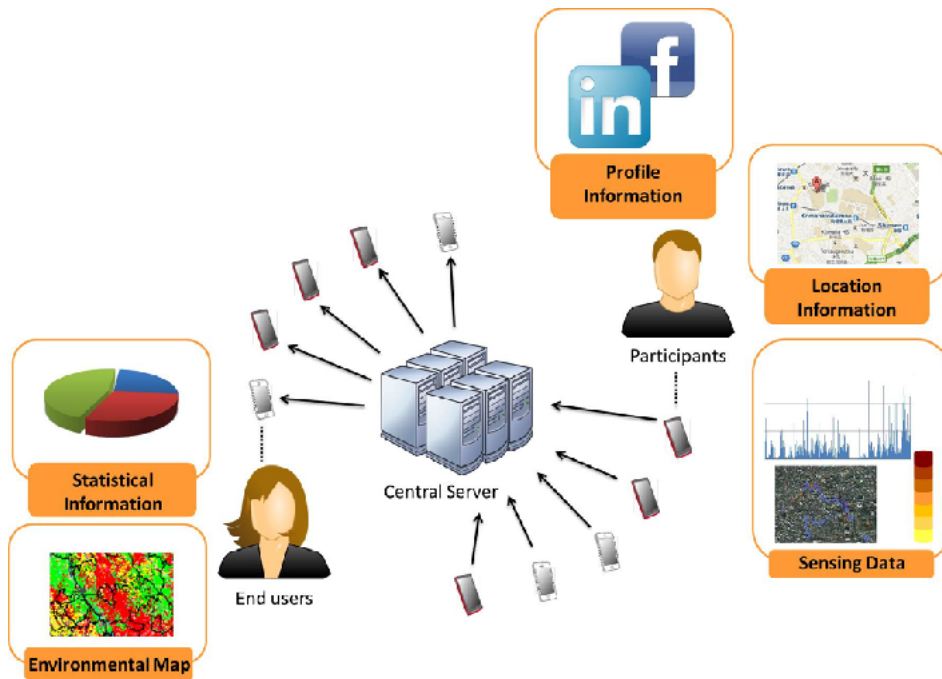 f
in
Profile
Information
Location
Information
Participants
Central Server
Statistical
Information
Sensing Data
End users
Environmental Map